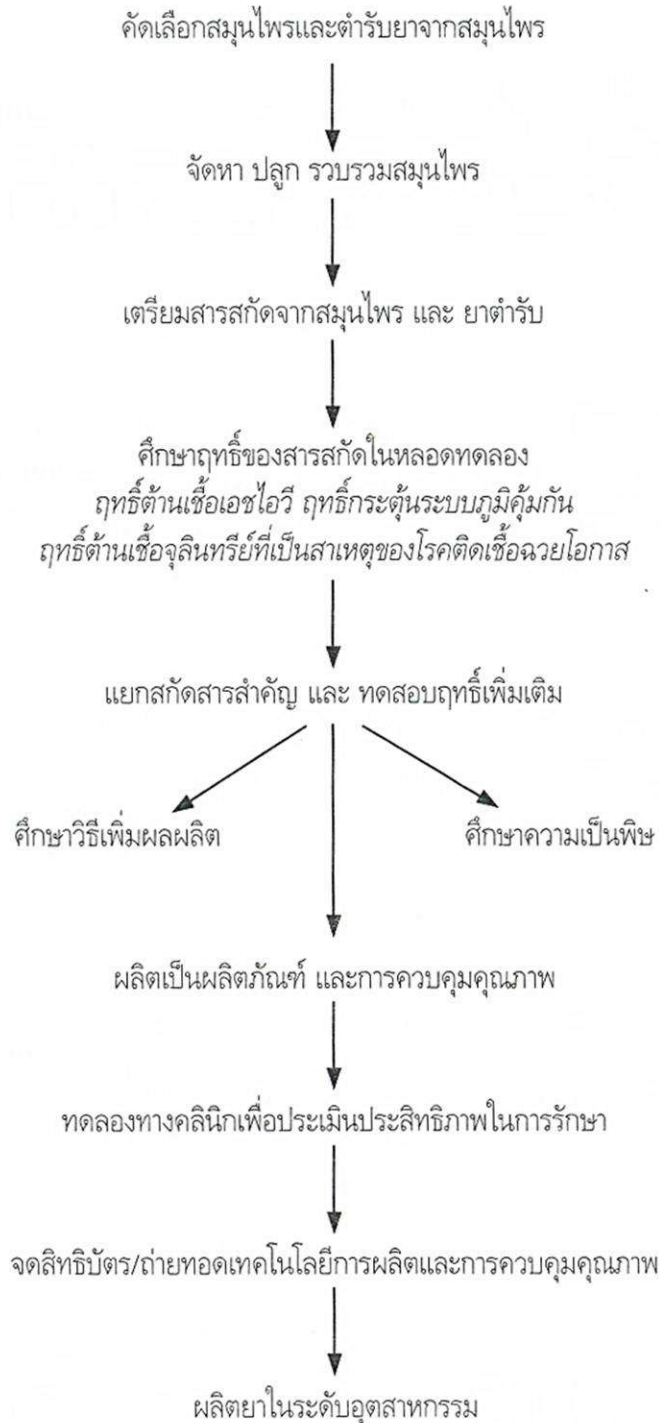 คัดเลือกสมุนไพรและตำรับยาจากสมุนไพร
จัดหา ปลูก รวบรวมสมุนไพร
เตรียมสารสกัดจากสมุนไพร และ ยาตำรับ
ศึกษาฤทธิ์ของสารสกัดในหลอดทดลอง
ฤทธิ์ต้านเชื้อเอชไอวี ฤทธิ์กระตุ้นระบบภูมิคุ้มกัน
ฤทธิ์ต้านเชื้อจุลินทรีย์ที่เป็นสาเหตุของโรคติดเชื้อฉวยโอกาส
แยกสกัดสารสำคัญ และ ทดสอบฤทธิ์เพิ่มเติม
ศึกษาวิธีเพิ่มผลผลิต
ศึกษาความเป็นพิษ
ผลิตเป็นผลิตภัณฑ์ และการควบคุมคุณภาพ
ทดลองทางคลินิกเพื่อประเมินประสิทธิภาพในการรักษา
จดสิทธิบัตร/ถ่ายทอดเทคโนโลยีการผลิตและการควบคุมคุณภาพ
ผลิตยาในระดับอุตสาหกรรม